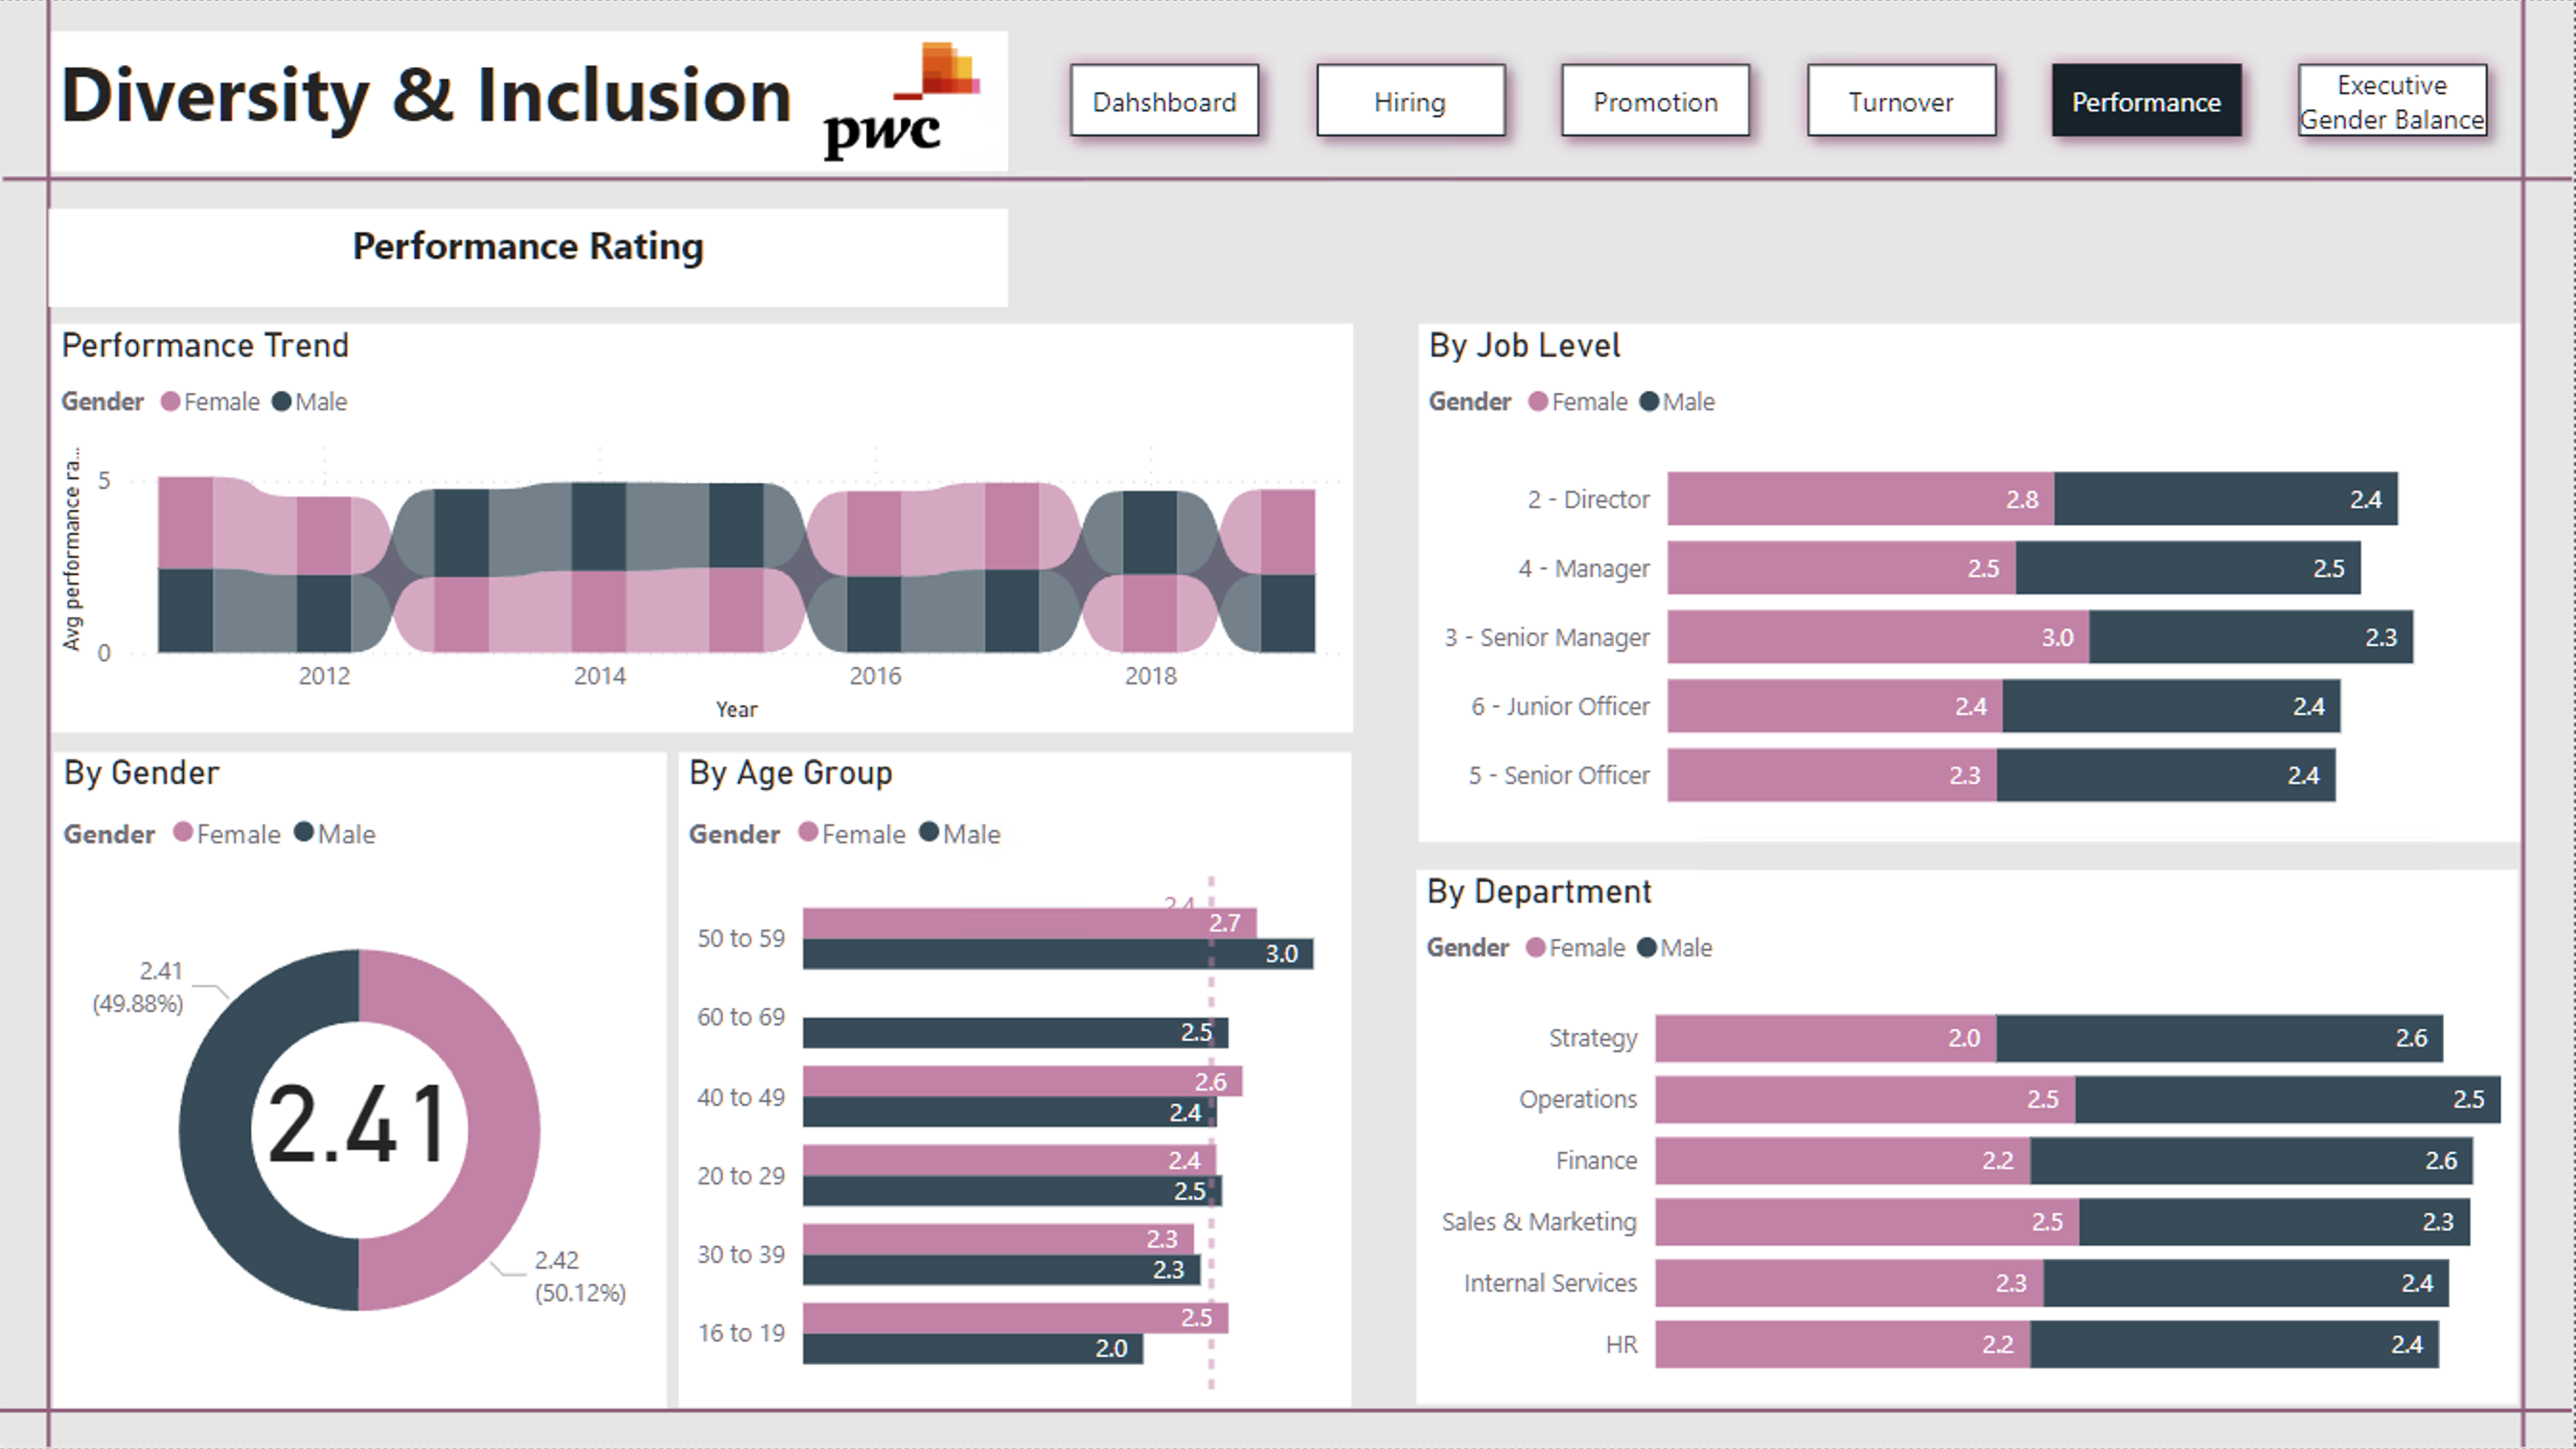 Diversity & Inclusion
pwc
Dahshboard
Hiring
Promotion
Turnover
Performance
Executive
Gender Balance
Performance Rating
Performance Trend
Gender Female Male
Avg performance ra...
5
0
2012 2014 2016 2018
Year
By Gender
Gender Female Male
2.41
(49.88%)
2.41
2.42
(50.12%)
By Age Group
Gender Female Male
2.4
50 to 59 2.7
3.0
60 to 69 2.5
40 to 49 2.6
2.4
20 to 29 2.4
2.5
30 to 39 2.3
2.3
16 to 19 2.5
2.0
By Job Level
Gender Female Male
2 - Director 2.8 2.4
4 - Manager 2.5 2.5
3 - Senior Manager 3.0 2.3
6 - Junior Officer 2.4 2.4
5 - Senior Officer 2.3 2.4
By Department
Gender Female Male
Strategy 2.0 2.6
Operations 2.5 2.5
Finance 2.2 2.6
Sales & Marketing 2.5 2.3
Internal Services 2.3 2.4
HR 2.2 2.4